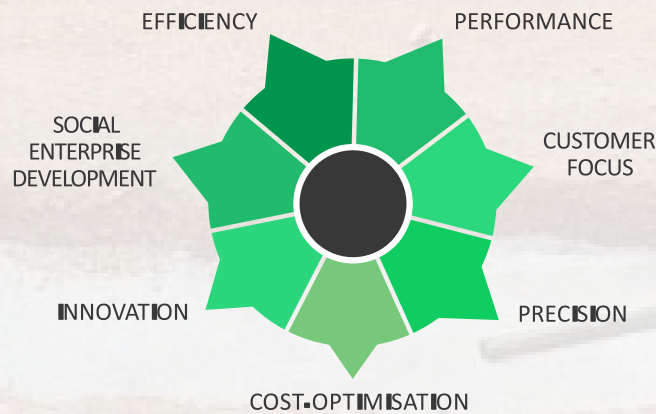 EFFICIENCY
PERFORMANCE
SOCIAL
ENTERPRISE
DEVELOPMENT
CUSTOMER
FOCUS
INNOVATION
PRECISION
COST-OPTIMISATION